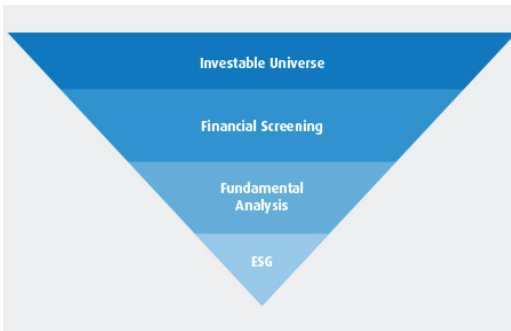 Investable Universe
Financial Screening
Fundamental
Analysis
ESG